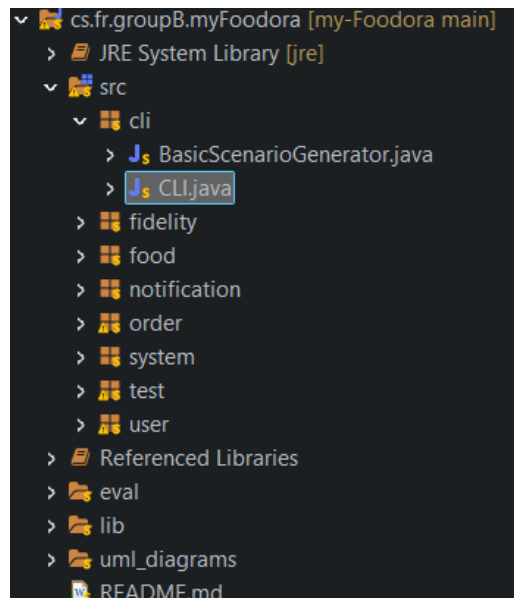 cs.fr.groupB.myFoodora [my-Foodora main]
JRE System Library [jre]
src
cli
BasicScenarioGenerator.java
CLI.java
fidelity
food
notification
order
system
test
user
Referenced Libraries
eval
lib
uml_diagrams
README.md